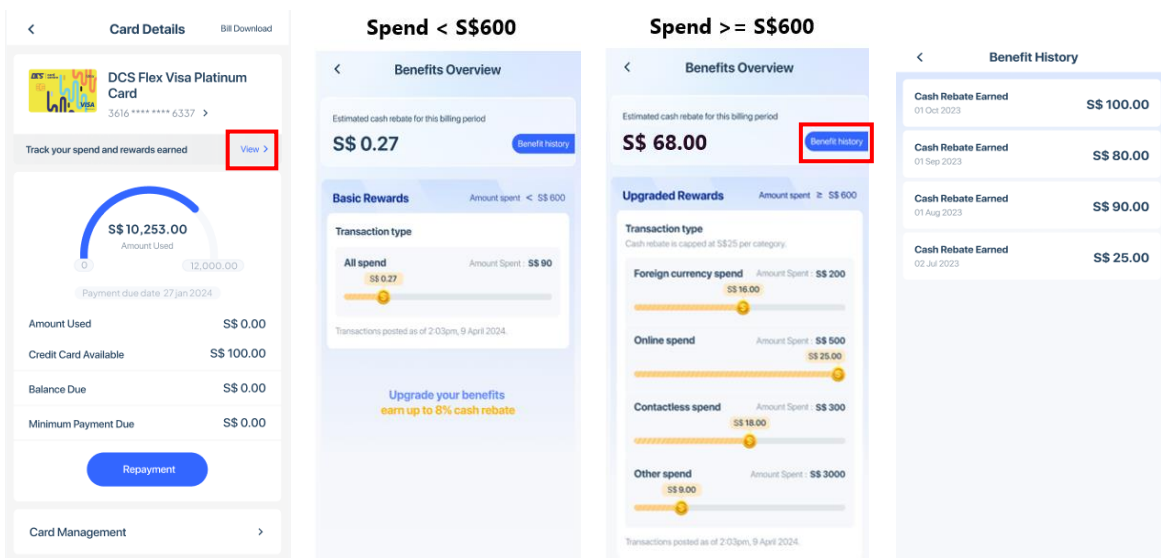 Card Details
Bill Download
DCS
VISA
DCS Flex Visa Platinum
Card
3616 **** **** 6337 >
Track your spend and rewards earned
View >
S$10,253.00
Amount Used
0
12,000.00
Payment due date 27 jan 2024
Amount Used S$ 0.00
Credit Card Available S$ 100.00
Balance Due S$ 0.00
Minimum Payment Due S$ 0.00
Repayment
Card Management >
Spend < S$600
Benefits Overview
Estimated cash rebate for this billing period
S$ 0.27
Benefit history
Basic Rewards Amount spent < S$ 600
Transaction type
All spend Amount Spent : S$ 90
S$ 0.27
Transactions posted as of 2:03pm, 9 April 2024.
Upgrade your benefits
earn up to 8% cash rebate
Spend >= S$600
Benefits Overview
Estimated cash rebate for this billing period
S$ 68.00
Benefit history
Upgraded Rewards Amount spent ≥ S$ 600
Transaction type
Cash rebate is capped at S$25 per category.
Foreign currency spend Amount Spent : S$ 200
S$ 16.00
Online spend Amount Spent : S$ 500
S$ 25.00
Contactless spend Amount Spent : S$ 300
S$ 18.00
Other spend Amount Spent : S$ 3000
S$ 9.00
Transactions posted as of 2:03pm, 9 April 2024.
Benefit History
Cash Rebate Earned
01 Oct 2023
S$ 100.00
Cash Rebate Earned
01 Sep 2023
S$ 80.00
Cash Rebate Earned
01 Aug 2023
S$ 90.00
Cash Rebate Earned
02 Jul 2023
S$ 25.00